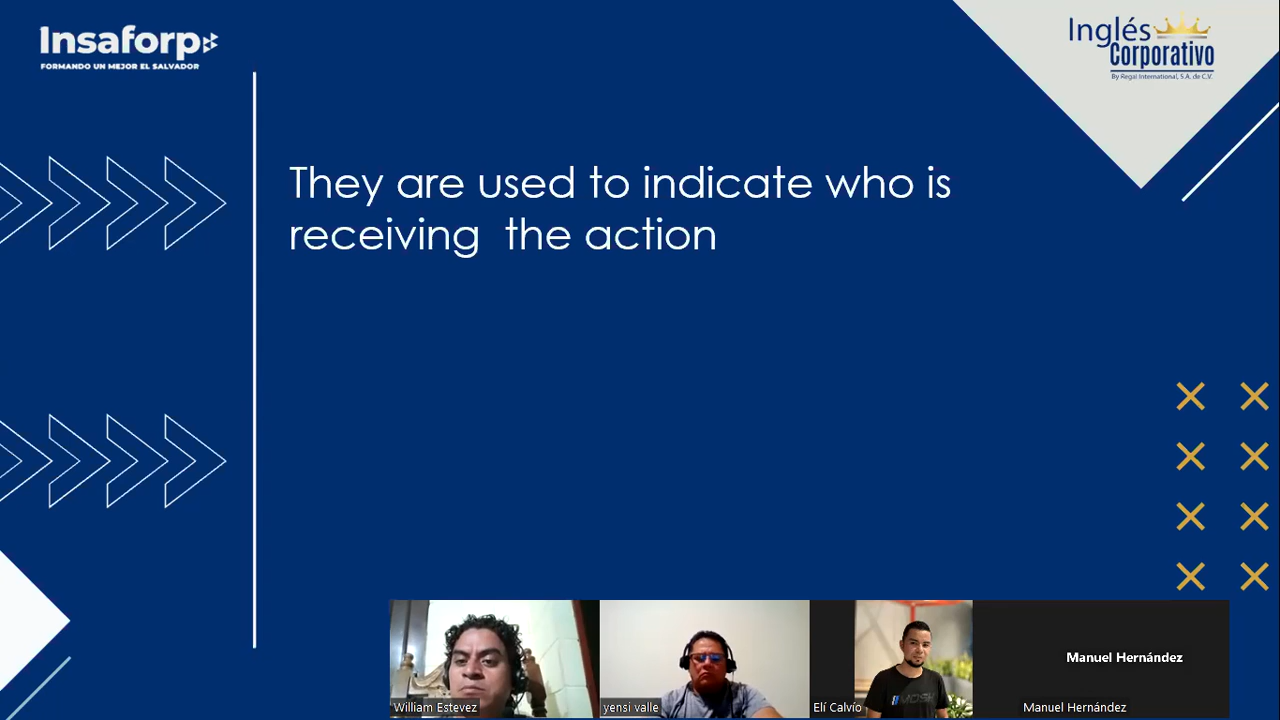 Insaforp
FORMANDO UN MEJOR EL SALVADOR
Inglés
Corporativo
By Regal International, S.A. de C.V.
They are used to indicate who is
receiving  the action
Manuel Hernández
William Estevez
yensi valle
Elí Calvío
Manuel Hernández